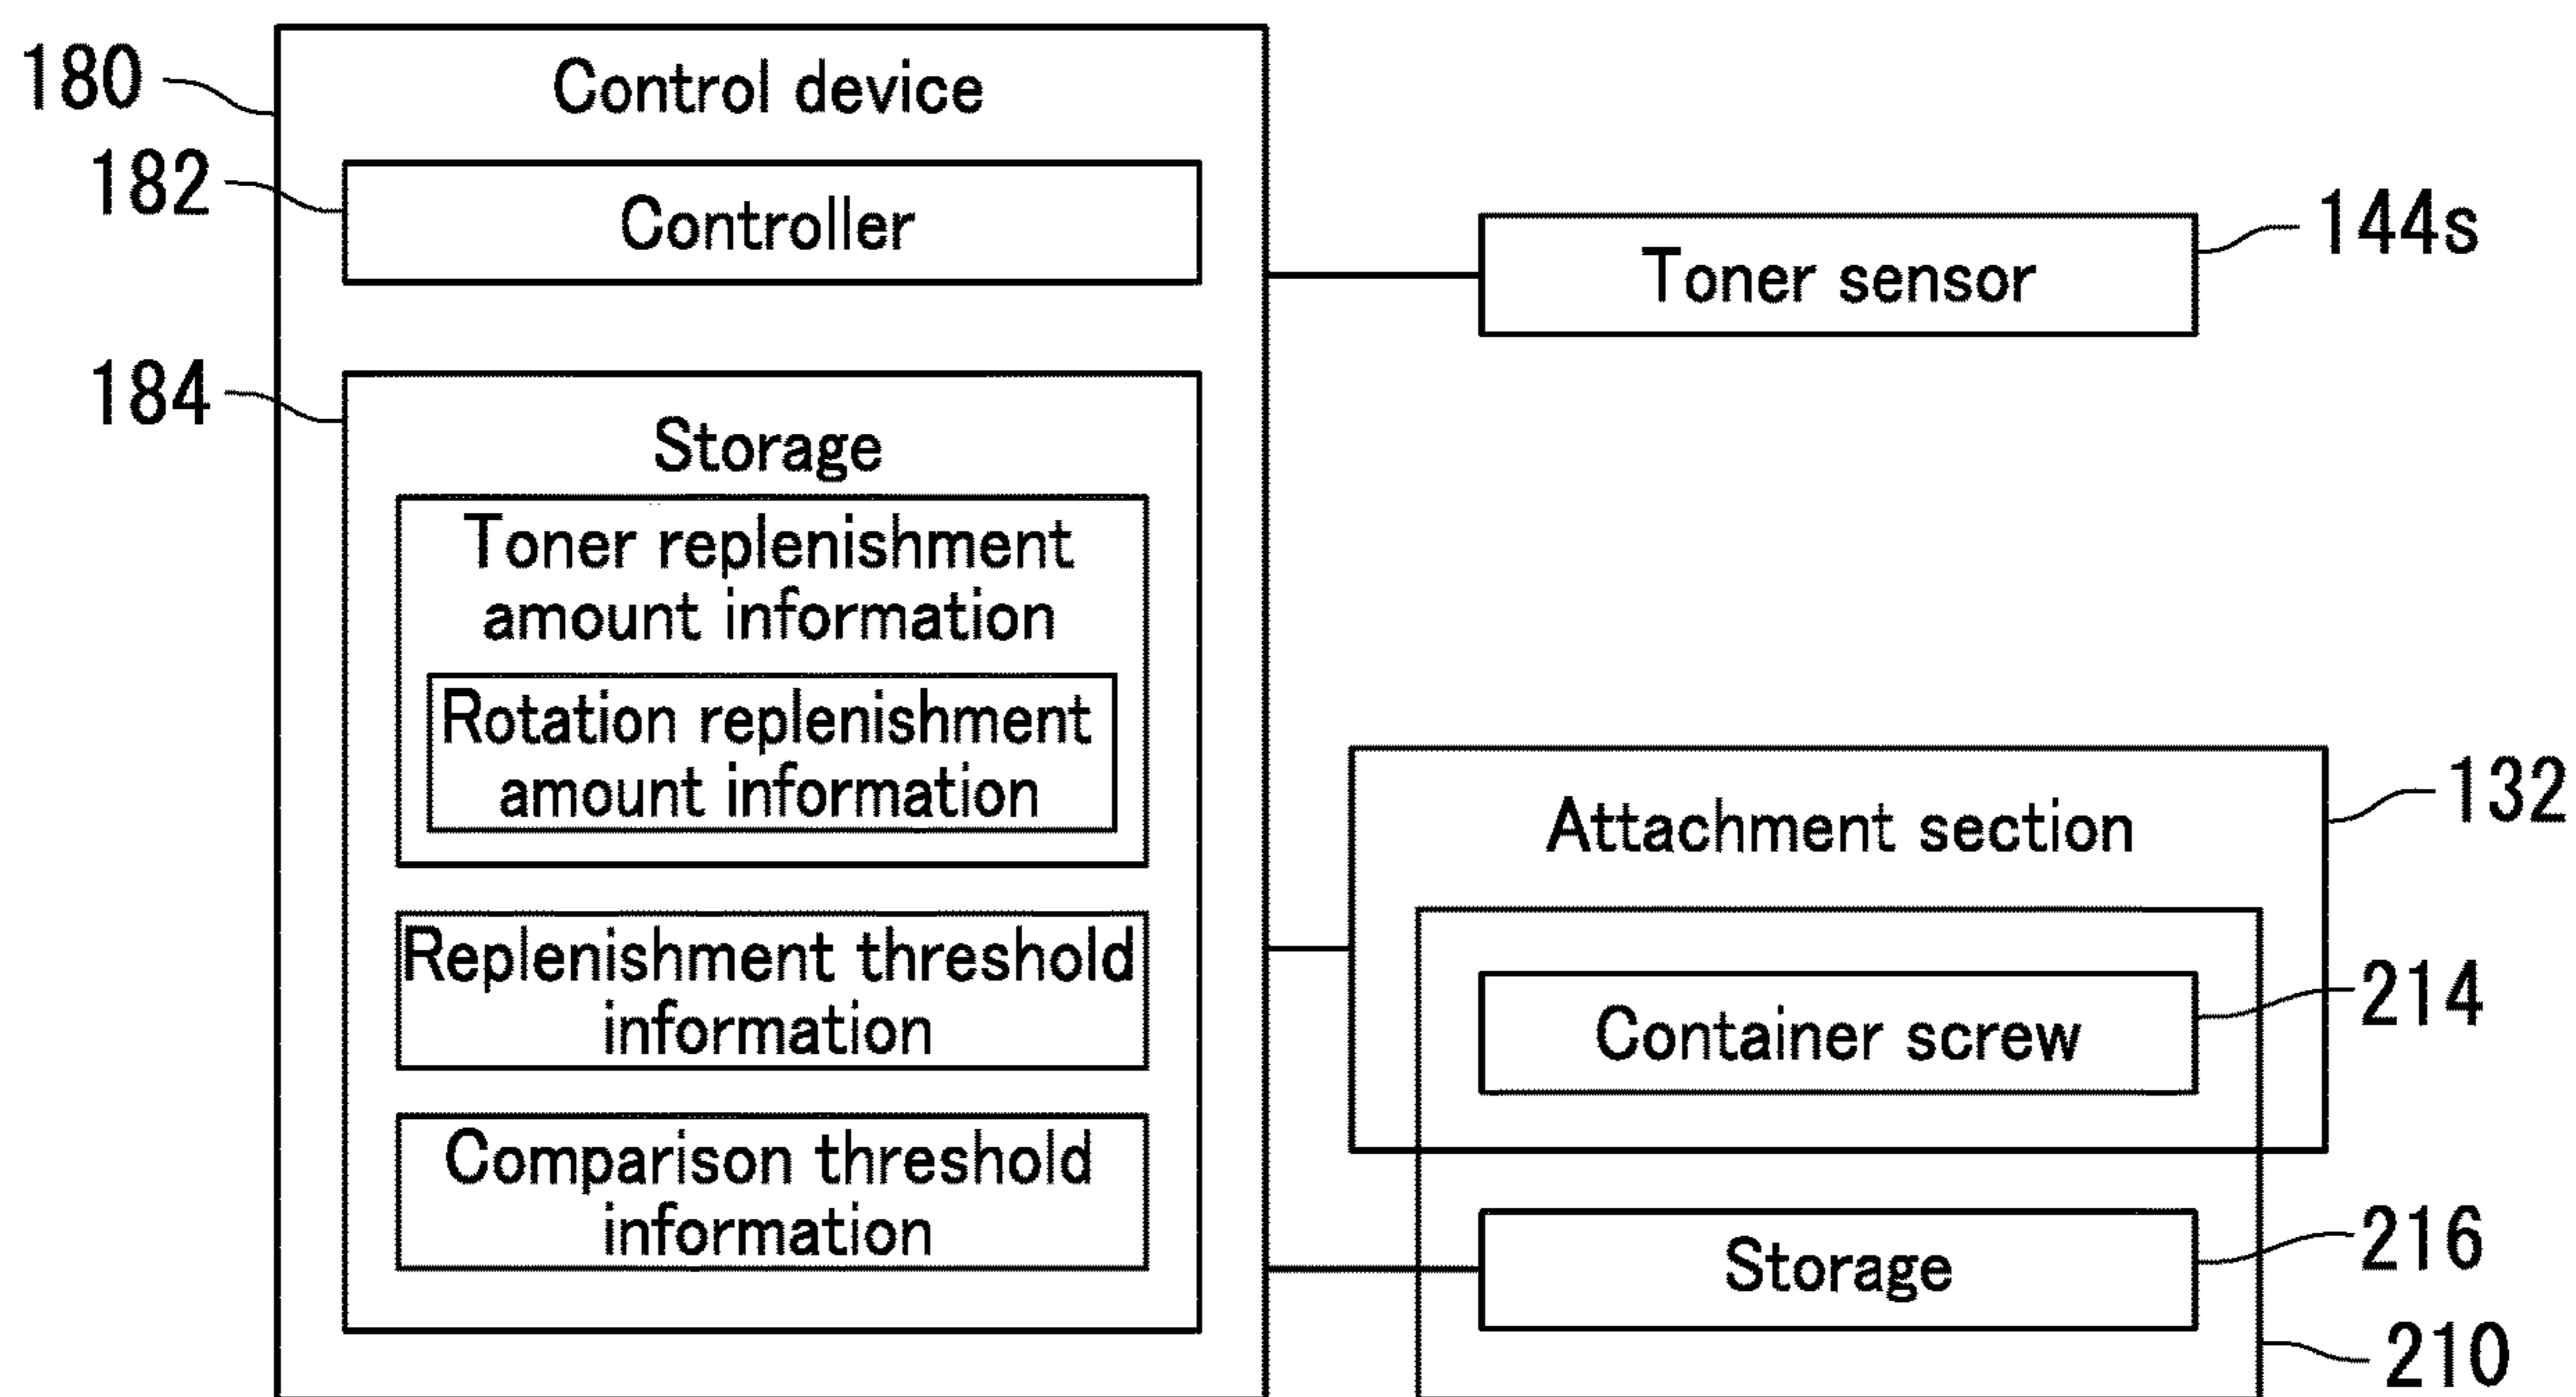 180
Control device
182
Controller
144s
Toner sensor
184
Storage
Toner replenishment
amount information
Rotation replenishment
amount information
132
Attachment section
Replenishment threshold
information
214
Container screw
Comparison threshold
information
216
Storage
210